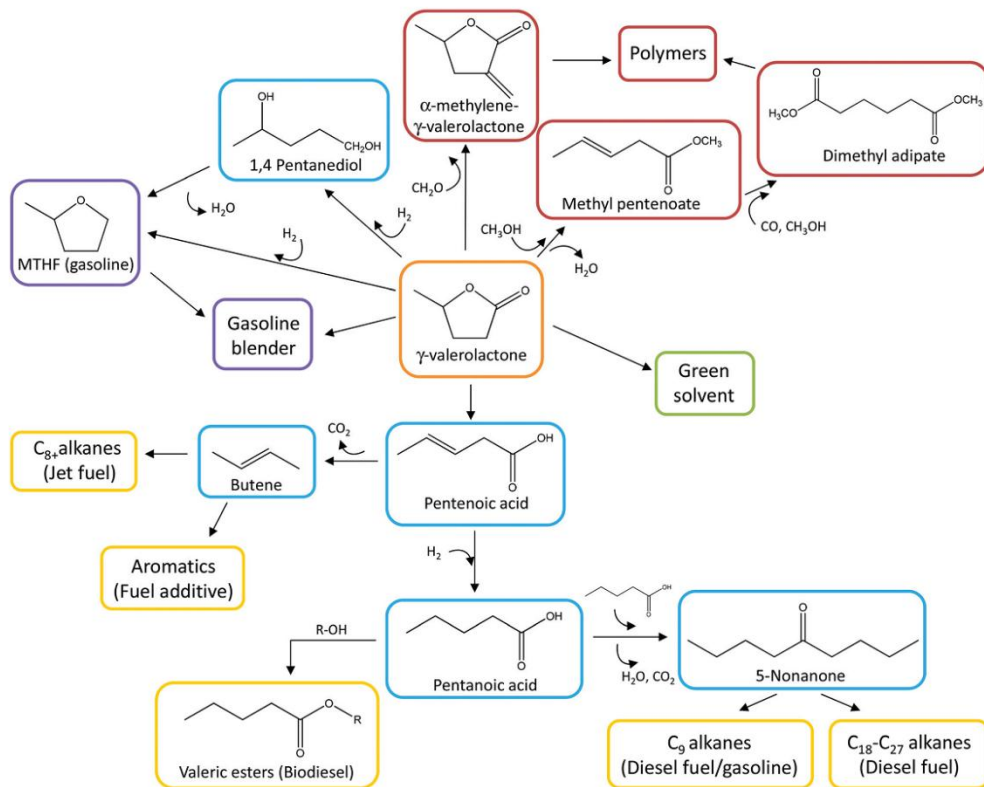 O
O
α-methylene-
γ-valerolactone
Polymers
O
H₃CO
OCH₃
O
Dimethyl adipate
OH
CH₂OH
1,4 Pentanediol
OCH₃
O
Methyl pentenoate
CH₂O
CO, CH₃OH
H₂O
H₂
CH₃OH
H₂O
O
MTHF (gasoline)
H₂
O
O
γ-valerolactone
Gasoline
blender
Green
solvent
CO₂
C₈₊alkanes
(Jet fuel)
Butene
OH
O
Pentenoic acid
Aromatics
(Fuel additive)
H₂
OH
O
R-OH
OH
O
Pentanoic acid
H₂O, CO₂
O
5-Nonanone
O
R
O
Valeric esters (Biodiesel)
C₉ alkanes
(Diesel fuel/gasoline)
C₁₈-C₂₇ alkanes
(Diesel fuel)